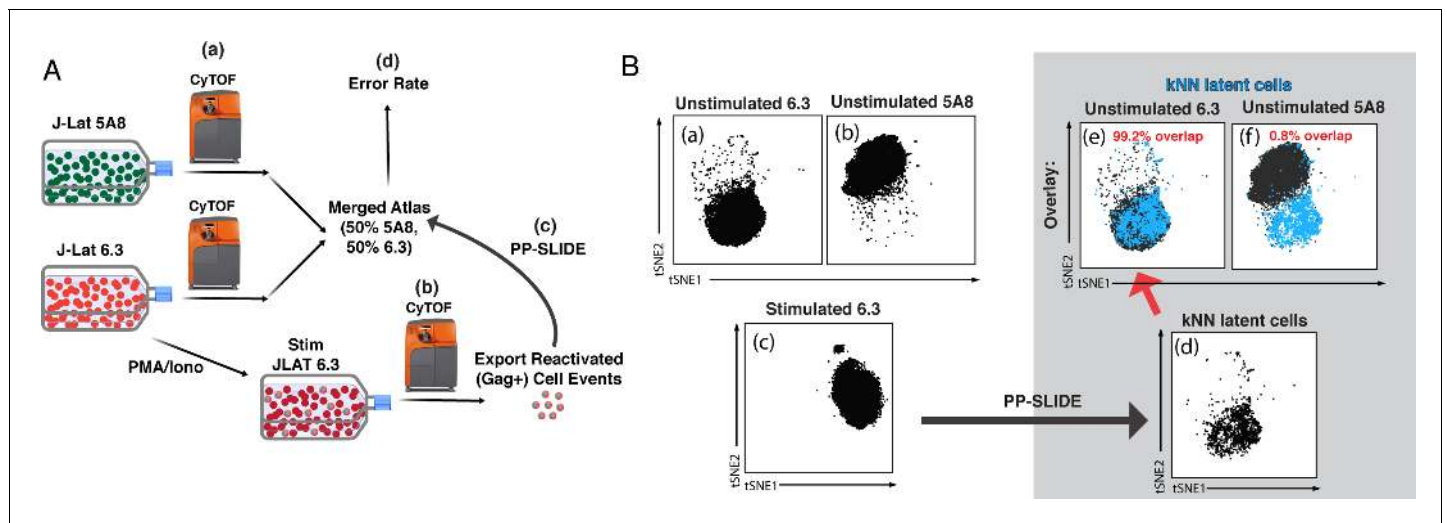 A
(a)
CyTOF
J-Lat 5A8
(d)
Error Rate
CyTOF
J-Lat 6.3
Merged Atlas
(50% 5A8,
50% 6.3)
(c)
PP-SLIDE
PMA/Iono
Stim
JLAT 6.3
(b)
CyTOF
Export Reactivated
(Gag+) Cell Events
B
Unstimulated 6.3
Unstimulated 5A8
(a)
(b)
tSNE2
tSNE1
Stimulated 6.3
(c)
tSNE2
tSNE1
PP-SLIDE
kNN latent cells
Unstimulated 6.3
Unstimulated 5A8
Overlay:
(e)
99.2% overlap
(f)
0.8% overlap
tSNE2
tSNE1
kNN latent cells
(d)
tSNE2
tSNE1